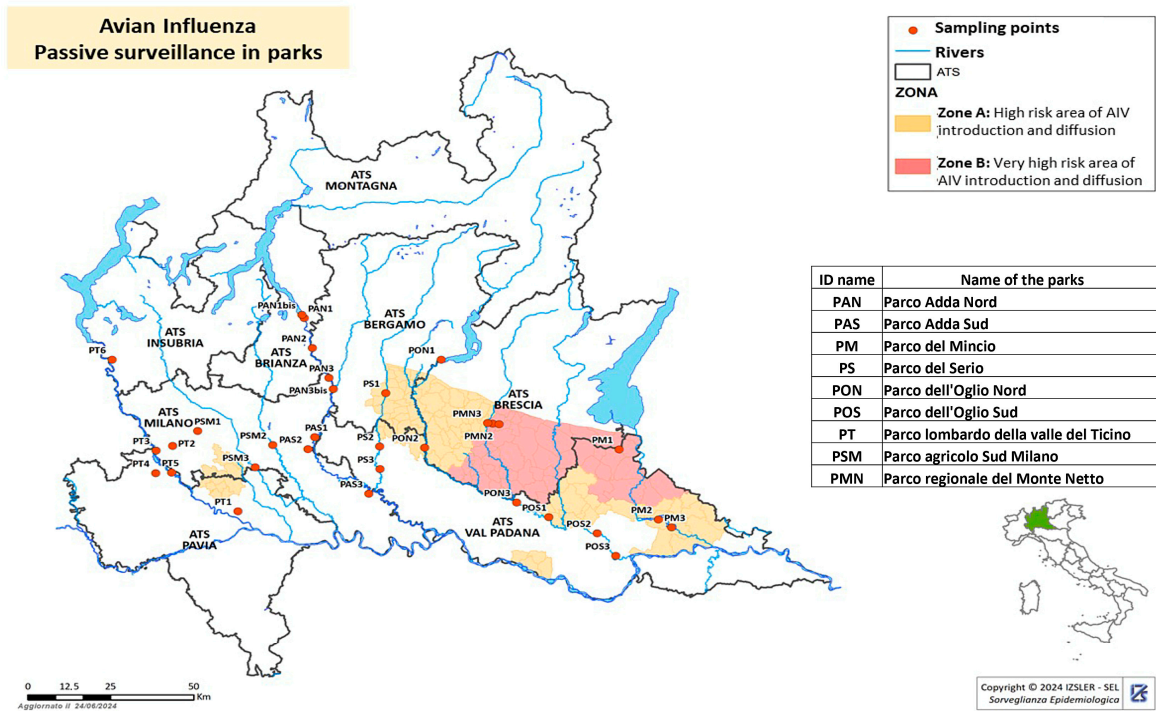 Avian Influenza
Passive surveillance in parks
Sampling points
Rivers
ATS
ZONA
Zone A: High risk area of AIV
introduction and diffusion
Zone B: Very high risk area of
AIV introduction and diffusion
ATS
MONTAGNA
PAN1bis
PAN1
ATS
BERGAMO
ATS
INSUBRIA
PAN2
ATS
BRIANZA
PON1
PT6
PAN3
PAN3bis
PS1
ATS
BRESCIA
ATS
MILANO
PSM1
PMN3
PAS1
PT3
PT2
PSM2
PAS2
PS2
PON2
PMN2
PM1
PT4
PT5
PSM3
PS3
PAS3
PON3
PT1
POS1
PM2
PM3
ATS
VAL PADANA
POS2
ATS
PAVIA
POS3
ID name Name of the parks
PAN Parco Adda Nord
PAS Parco Adda Sud
PM Parco del Mincio
PS Parco del Serio
PON Parco dell'Oglio Nord
POS Parco dell'Oglio Sud
PT Parco lombardo della valle del Ticino
PSM Parco agricolo Sud Milano
PMN Parco regionale del Monte Netto
0 12,5 25 50
Km
Aggiornato il 24/06/2024
Copyright © 2024 IZSLER - SEL
Sorveglianza Epidemiologica